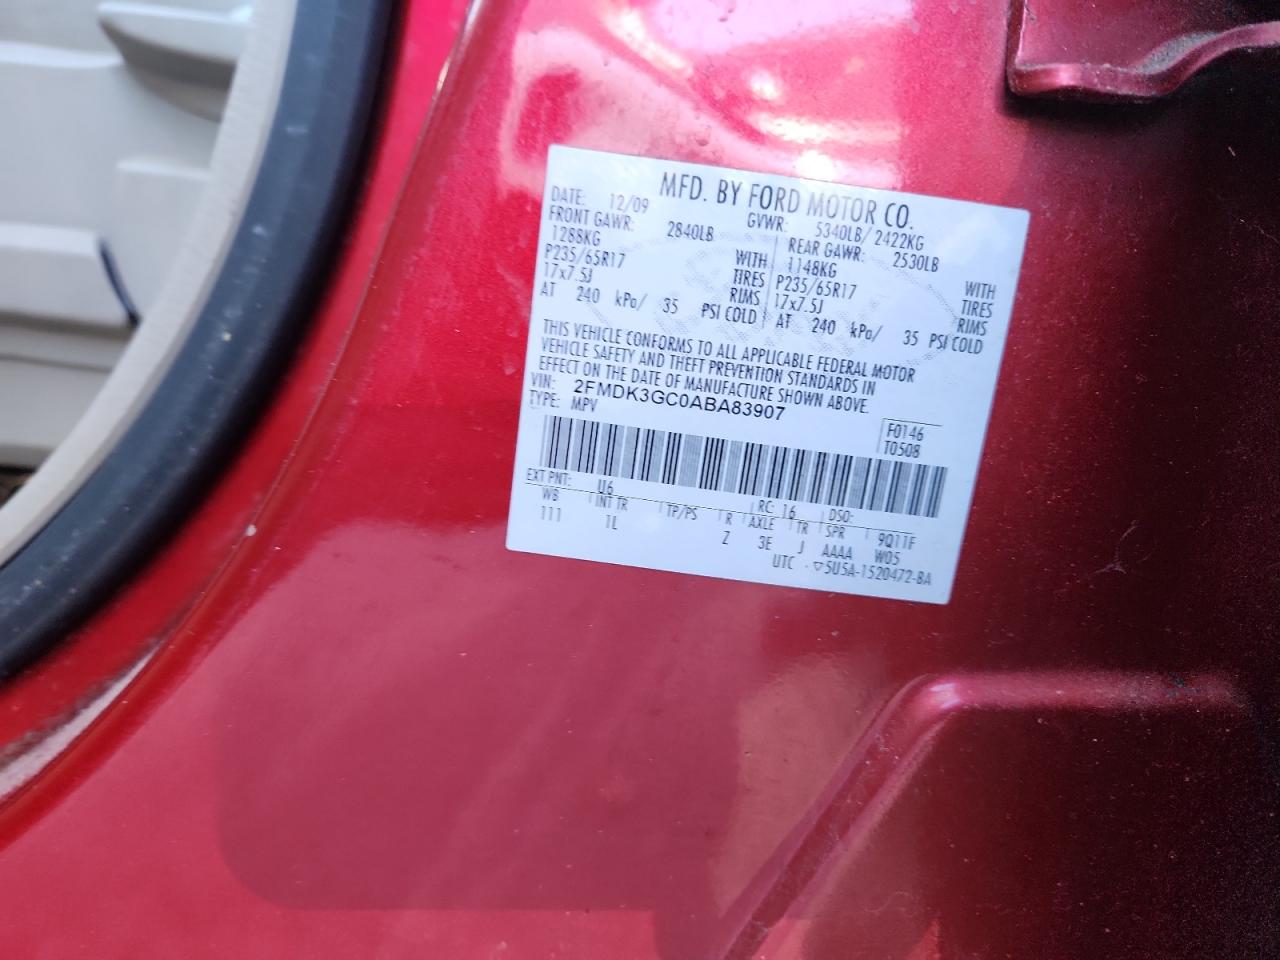 MFD. BY FORD MOTOR CO.
DATE: 12/09 GVWR: 5340LB/ 2422KG
FRONT GAWR: 2840LB REAR GAWR: 2530LB
1288KG WITH 1148KG WITH
P235/65R17 TIRES P235/65R17 TIRES
17x7.5J RIMS 17x7.5J RIMS
AT 240 kPa/ 35 PSI COLD AT 240 kPa/ 35 PSI COLD
THIS VEHICLE CONFORMS TO ALL APPLICABLE FEDERAL MOTOR
VEHICLE SAFETY AND THEFT PREVENTION STANDARDS IN
EFFECT ON THE DATE OF MANUFACTURE SHOWN ABOVE.
VIN: 2FMDK3GC0ABA83907
TYPE: MPV F0146
T0508
EXT PNT: U6 RC: 16 DSO:
WB INT TR TP/PS R AXLE TR SPR 9Q11F
111 1L Z 3E J AAAA W05
UTC ▽5U5A-1520472-BA